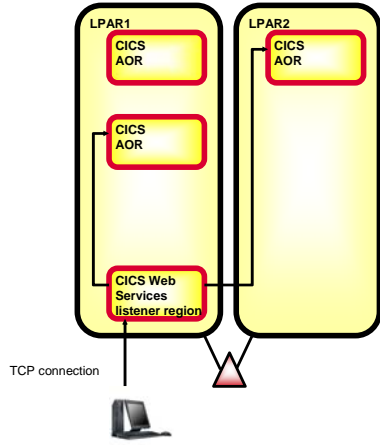 LPAR1
CICS
AOR
CICS
AOR
CICS Web
Services
listener region
LPAR2
CICS
AOR
TCP connection